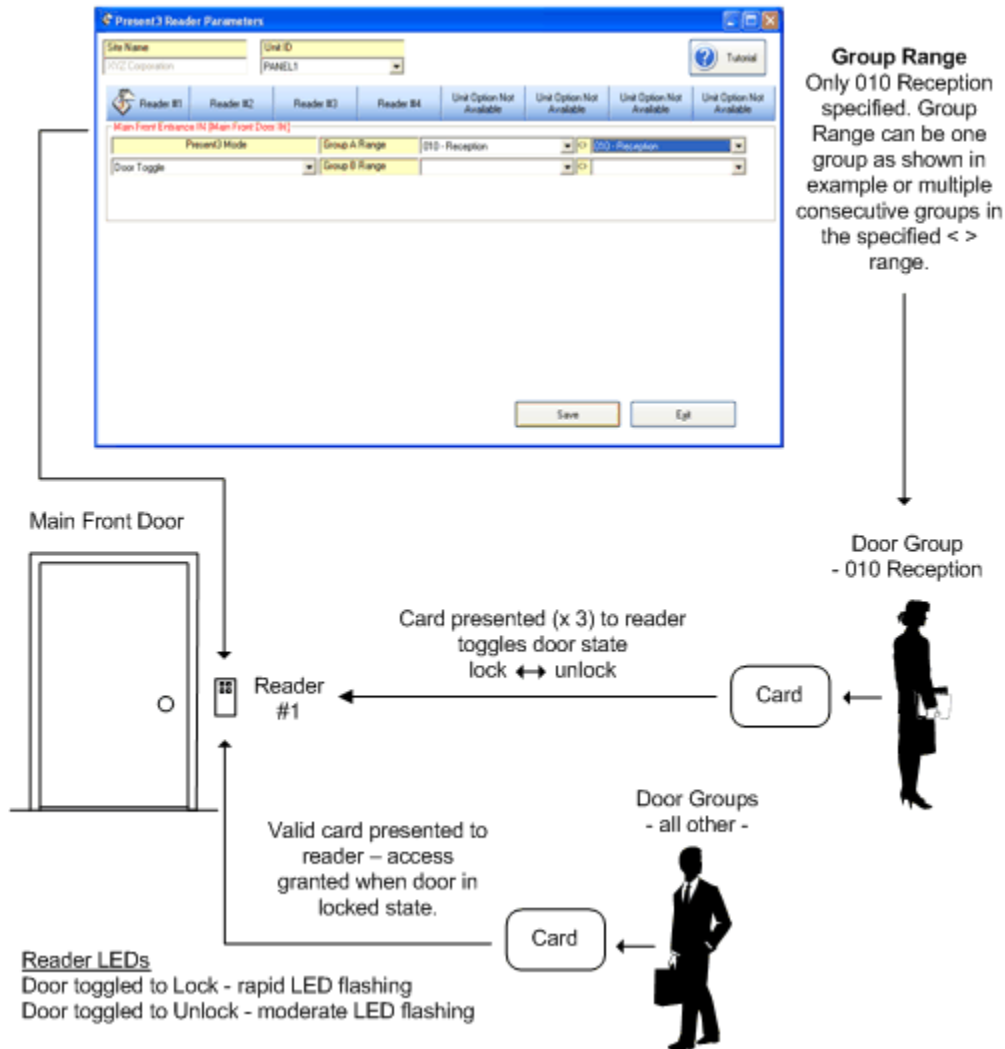 Present3 Reader Parameters
Site Name
Unit ID
XYZ Corporation
PANEL1
Tutorial
Reader #1
Reader #2
Reader #3
Reader #4
Unit Option Not
Available
Unit Option Not
Available
Unit Option Not
Available
Unit Option Not
Available
Main Front Entrance IN [Main Front Door IN]
Present3 Mode
Group A Range
010 - Reception
<>
010 - Reception
Door Toggle
Group B Range
<>
Save
Exit
Group Range
Only 010 Reception
specified. Group
Range can be one
group as shown in
example or multiple
consecutive groups in
the specified < >
range.
Main Front Door
Door Group
- 010 Reception
Card presented (x 3) to reader
toggles door state
lock ↔ unlock
Reader
#1
Card
Door Groups
- all other -
Valid card presented to
reader – access
granted when door in
locked state.
Card
Reader LEDs
Door toggled to Lock - rapid LED flashing
Door toggled to Unlock - moderate LED flashing